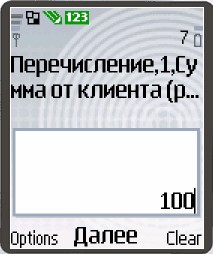 123
7
Перечисление,1,Су
мма от клиента (р...
100
Options Далее Clear